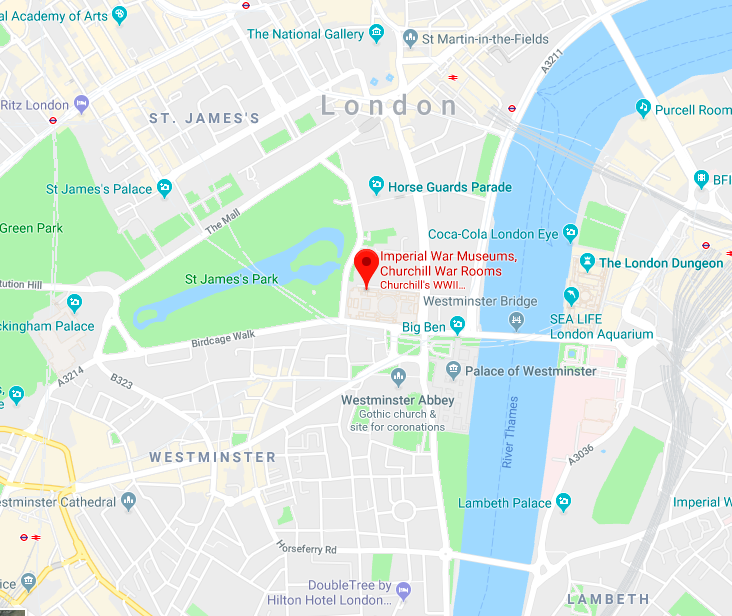 al Academy of Arts
The National Gallery
St Martin-in-the-Fields
A3211
Ritz London
London
ST. JAMES'S
Purcell Room
St James's Palace
Horse Guards Parade
BFI
The Mall
Green Park
Coca-Cola London Eye
Imperial War Museums,
Churchill War Rooms
Churchill's WWII...
The London Dungeon
St James's Park
tution Hill
Westminster Bridge
ckingham Palace
Big Ben
SEA LIFE
London Aquarium
Birdcage Walk
A3214
B323
Palace of Westminster
Westminster Abbey
Gothic church &
site for coronations
s,
e
River Thames
WESTMINSTER
A3036
estminster Cathedral
Lambeth Palace
Imperial W
Horseferry Rd
ice
DoubleTree by
Hilton Hotel London...
LAMBETH